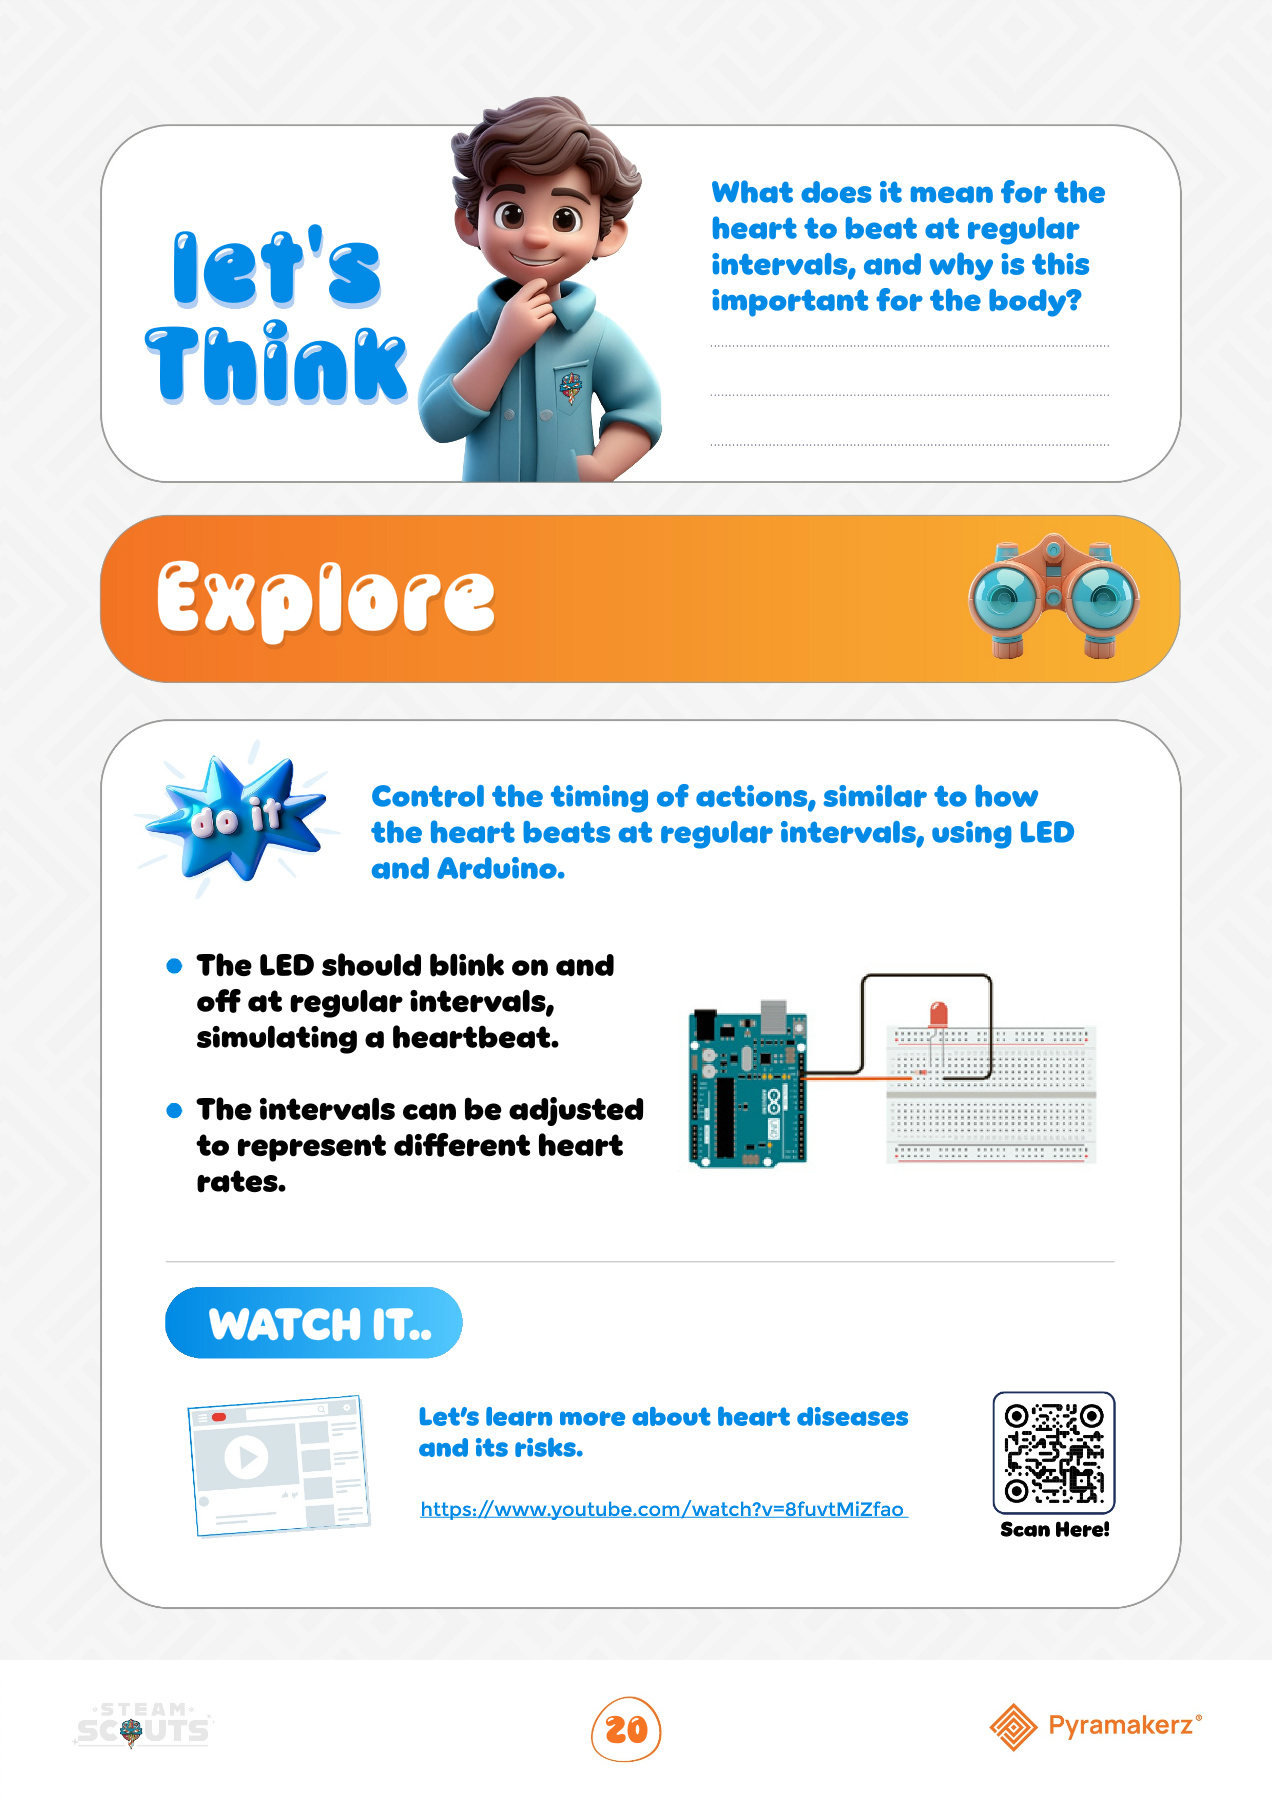 let's
Think
What does it mean for the
heart to beat at regular
intervals, and why is this
important for the body?
Explore
do it
Control the timing of actions, similar to how
the heart beats at regular intervals, using LED
and Arduino.
The LED should blink on and
off at regular intervals,
simulating a heartbeat.
The intervals can be adjusted
to represent different heart
rates.
WATCH IT..
Let's learn more about heart diseases
and its risks.
https://www.youtube.com/watch?v=8fuvtMiZfao
Scan Here!
STEAM
SCOUTS
20
Pyramakerz®